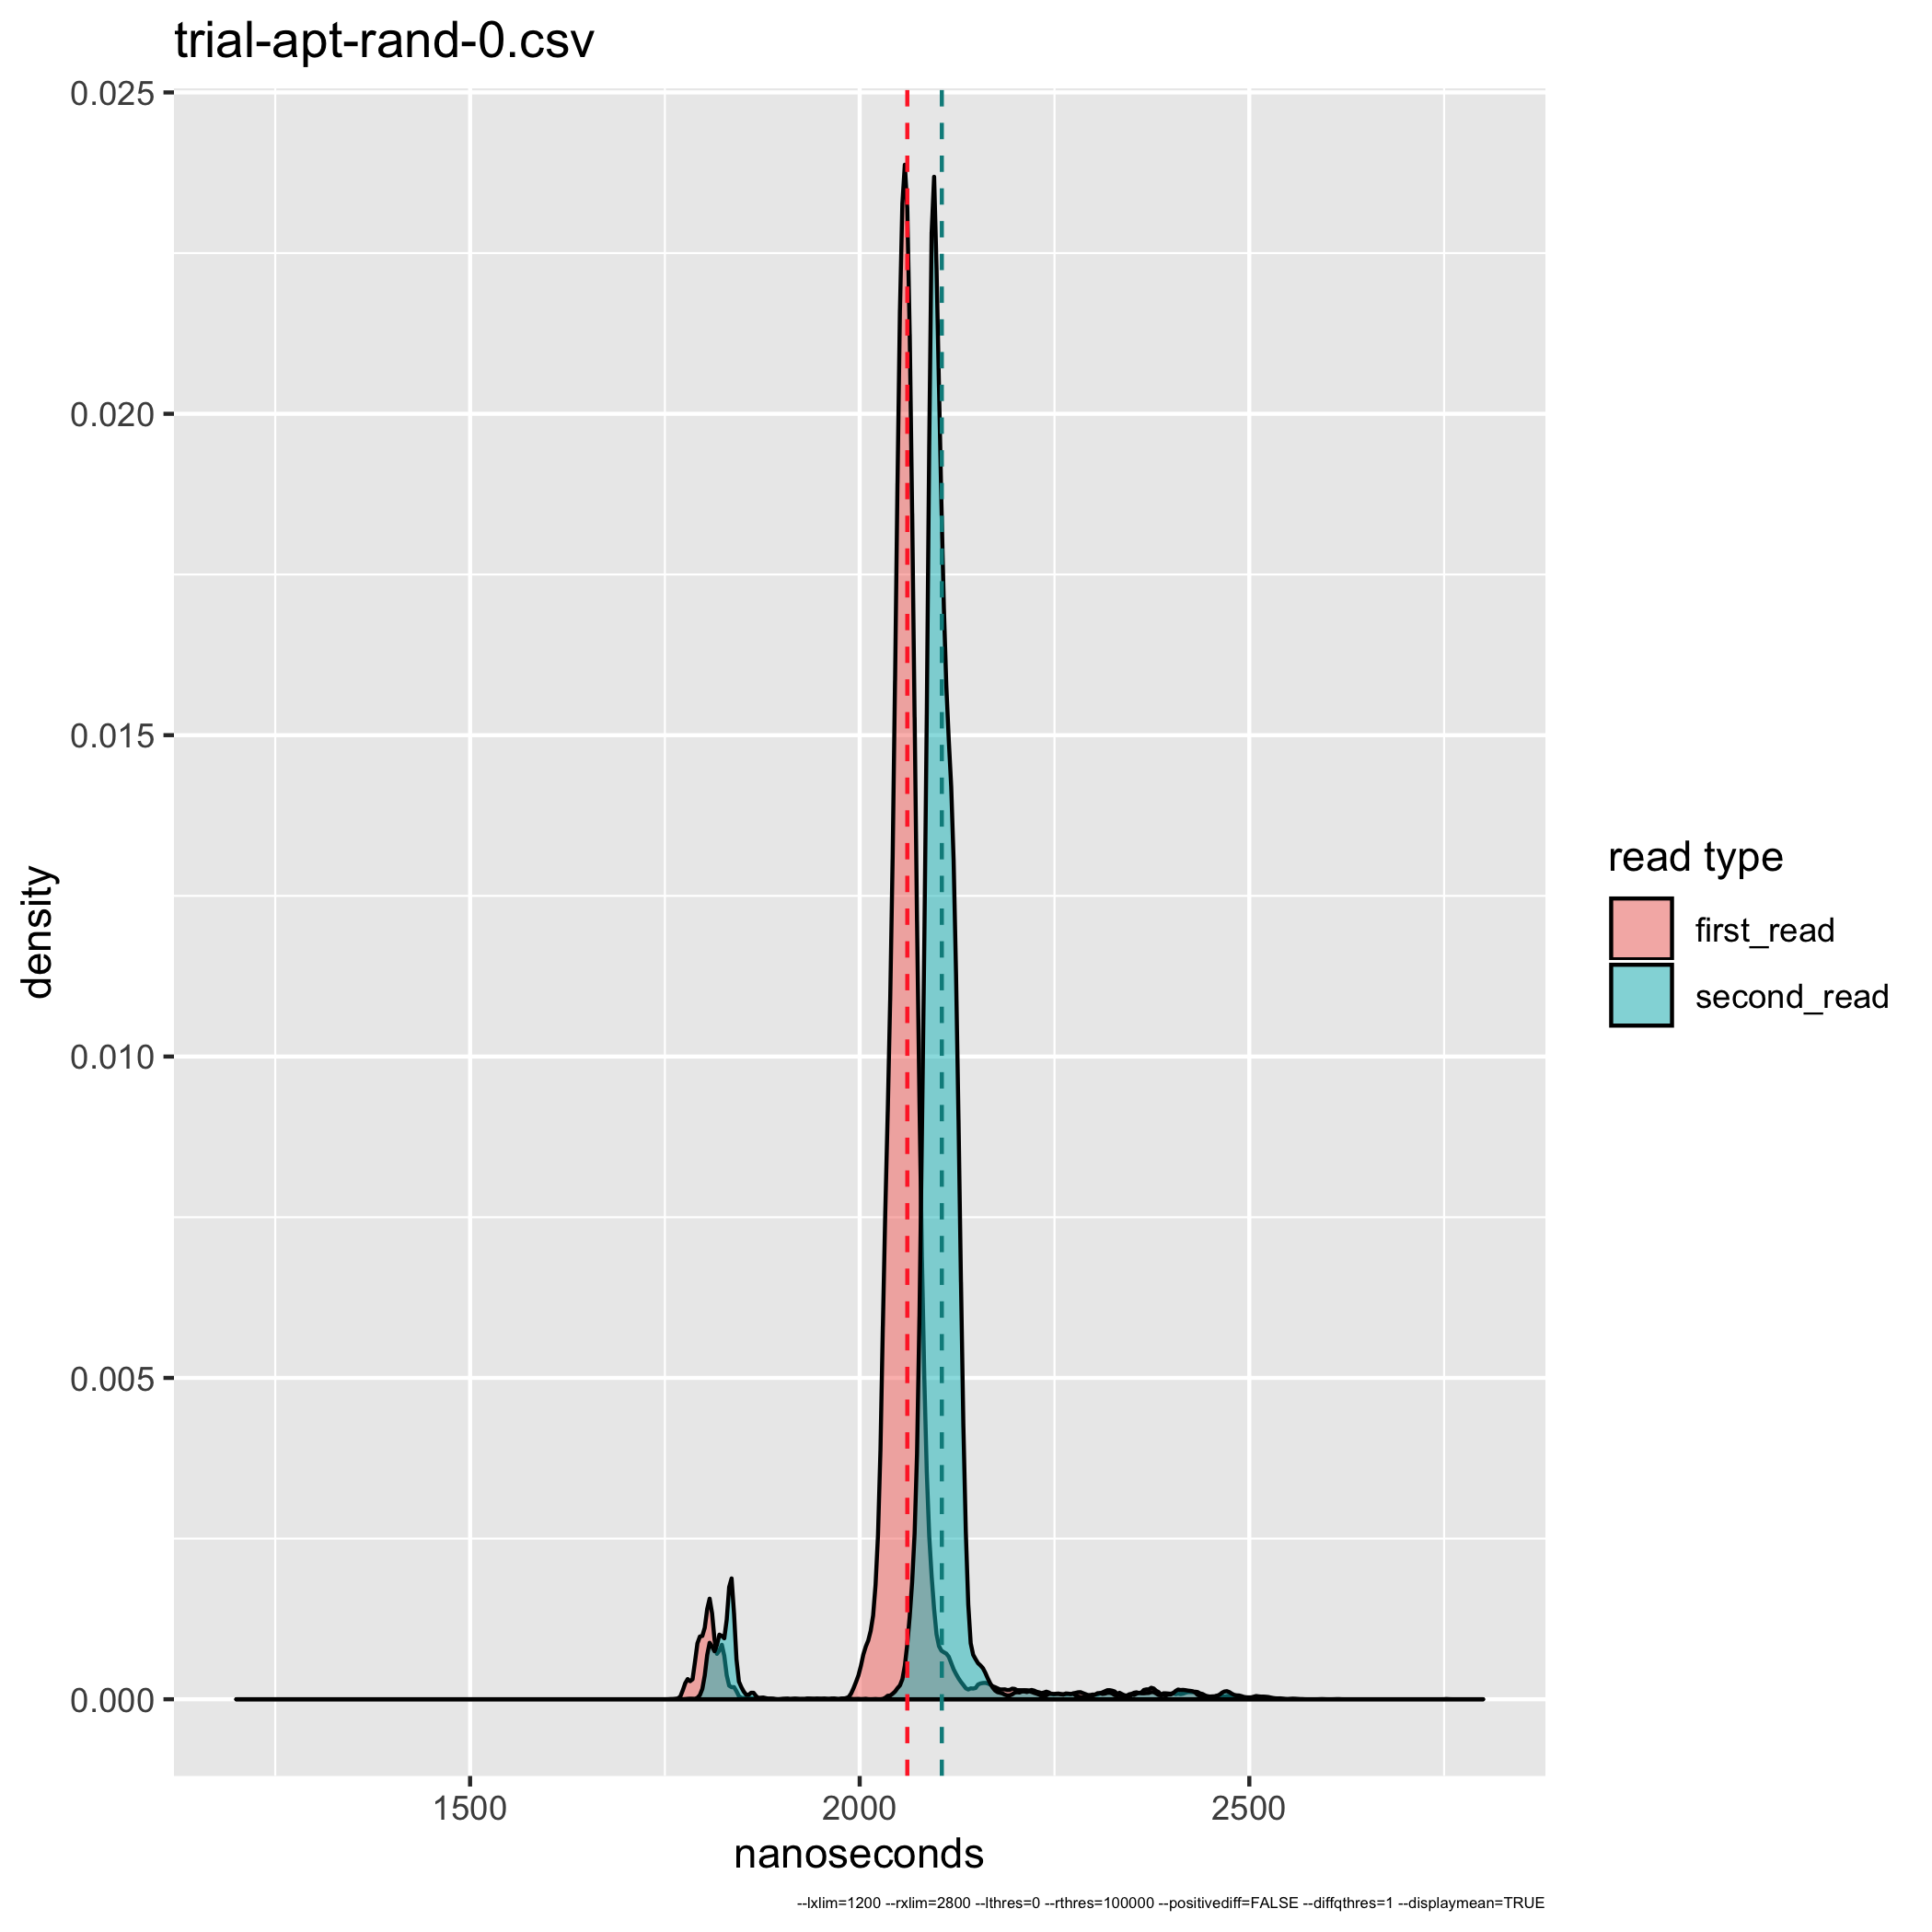 trial-apt-rand-0.csv
0.025
0.020
0.015
0.010
0.005
0.000
density
1500
2000
2500
nanoseconds
read type
first_read
second_read
--lxlim=1200 --rxlim=2800 --lthres=0 --rthres=100000 --positivediff=FALSE --diffqthres=1 --displaymean=TRUE